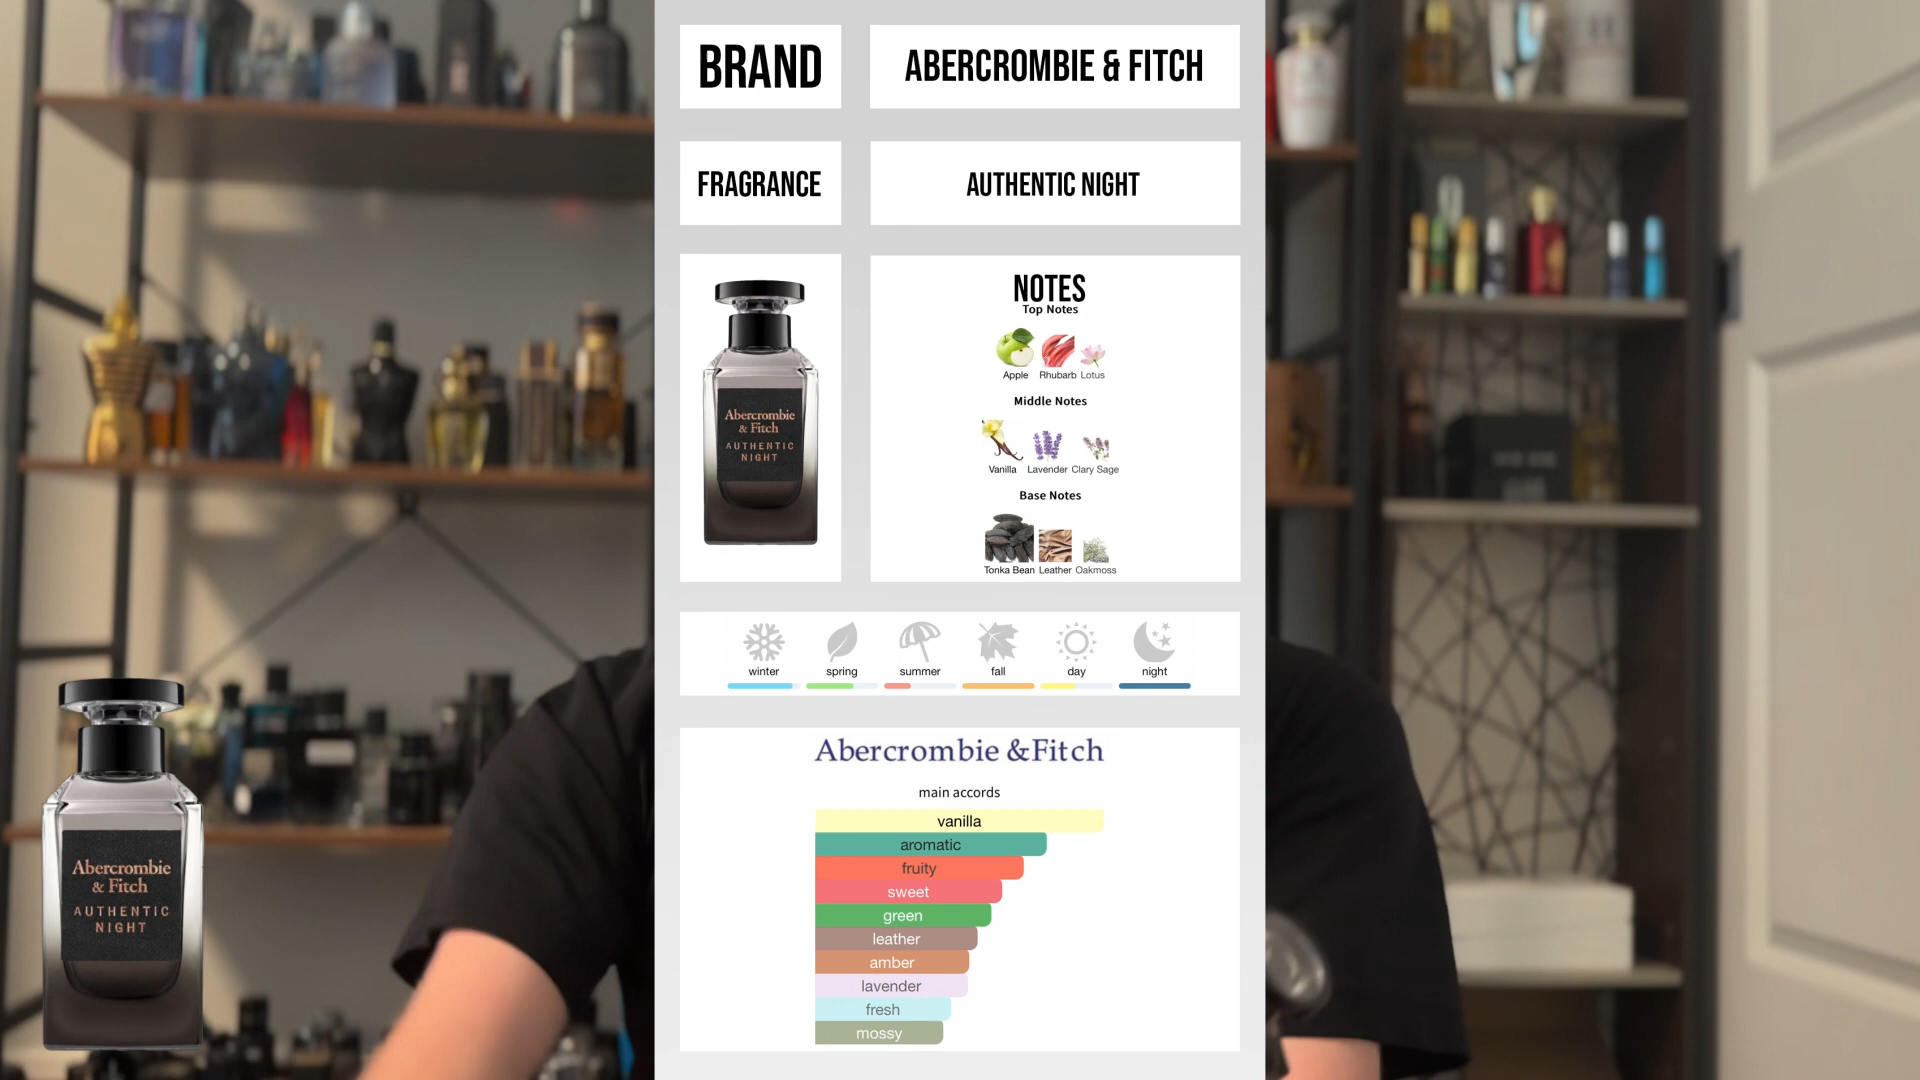 BRAND
ABERCROMBIE & FITCH
FRAGRANCE
AUTHENTIC NIGHT
Abercrombie
& Fitch
AUTHENTIC
NIGHT
NOTES
Top Notes
Apple Rhubarb Lotus
Middle Notes
Vanilla Lavender Clary Sage
Base Notes
Tonka Bean Leather Oakmoss
winter spring summer fall day night
Abercrombie & Fitch
main accords
vanilla
aromatic
fruity
sweet
green
leather
amber
lavender
fresh
mossy
Abercrombie
& Fitch
AUTHENTIC
NIGHT